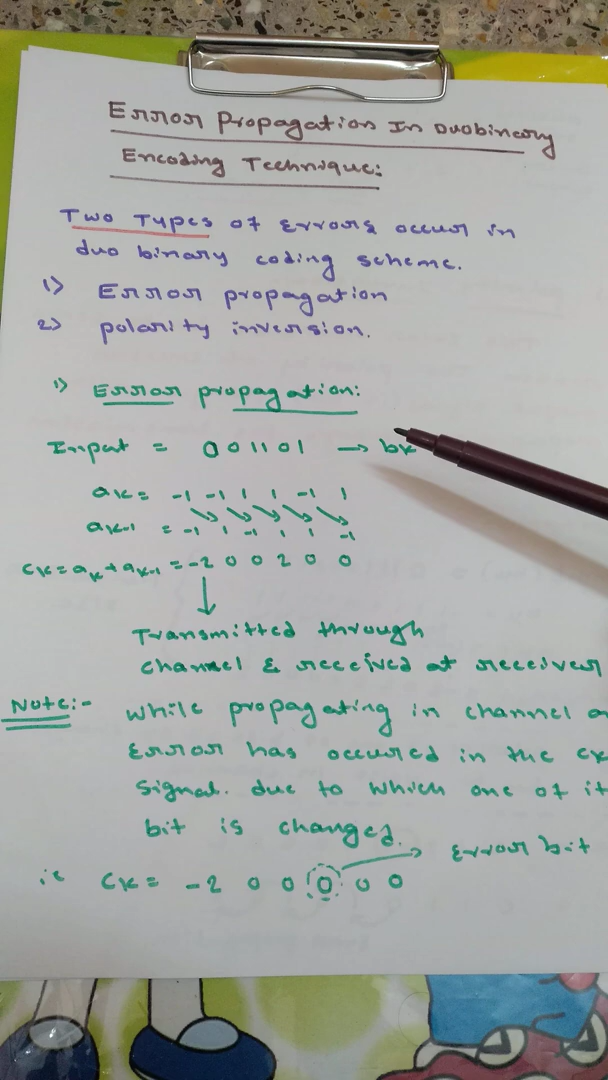 Error Propagation In Duobinary
Encoding Technique:
Two Types of Errors occur in
duo binary coding scheme.
1) Error propagation
2) polarity inversion.
1) Error propagation:
Input = 001101 → bk
ak = -1 -1 1 1 -1 1
ak-1 = -1 1 -1 1 1 -1
ck = ak + ak-1 = -2 0 0 2 0 0
Transmitted through
channel & received at receiver
Note:- while propagating in channel an
Error has occured in the ck
signal. due to which one of it
bit is changed.
Error bit
ie ck = -2 0 0 0 0 0